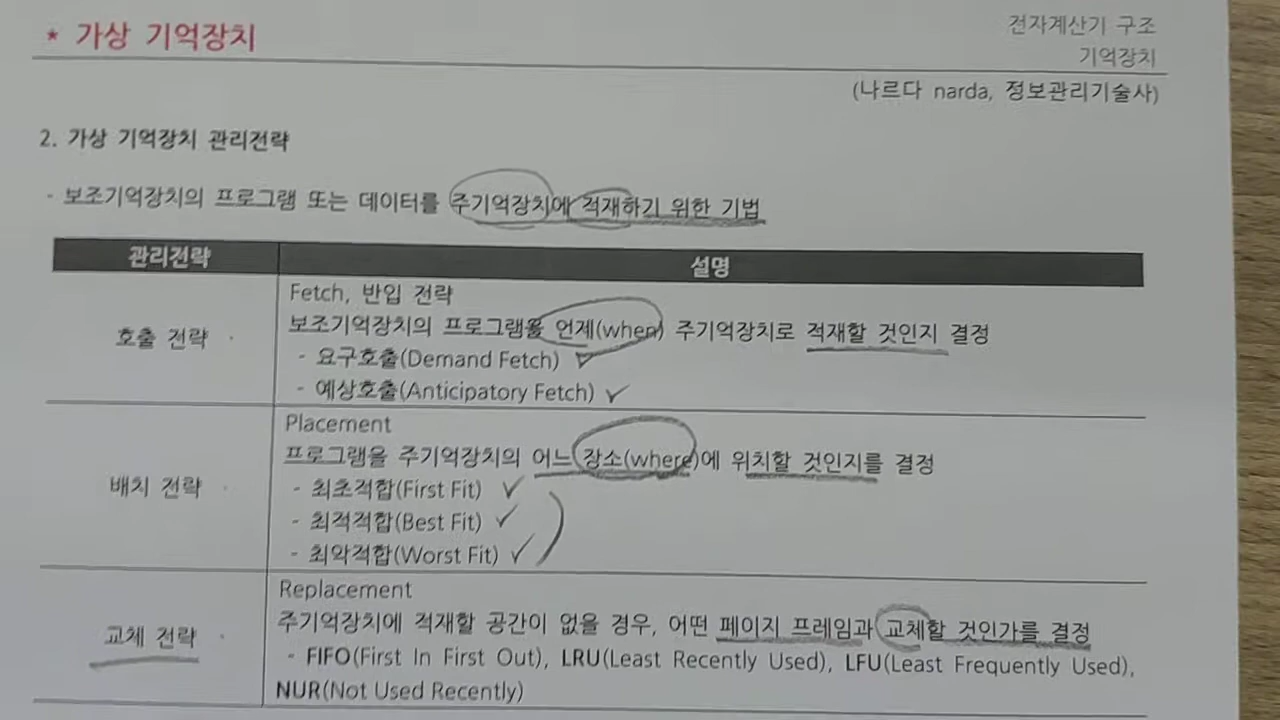 * 가상 기억장치
전자계산기 구조
기억장치
(나르다 narda, 정보관리기술사)
2. 가상 기억장치 관리전략
- 보조기억장치의 프로그램 또는 데이터를 주기억장치에 적재하기 위한 기법
관리전략 설명
Fetch, 반입 전략
호출 전략
보조기억장치의 프로그램을 언제(when) 주기억장치로 적재할 것인지 결정
- 요구호출(Demand Fetch)
- 예상호출(Anticipatory Fetch)
Placement
배치 전략
프로그램을 주기억장치의 어느 장소(where)에 위치할 것인지를 결정
- 최초적합(First Fit)
- 최적적합(Best Fit)
- 최악적합(Worst Fit)
Replacement
교체 전략
주기억장치에 적재할 공간이 없을 경우, 어떤 페이지 프레임과 교체할 것인가를 결정
- FIFO(First In First Out), LRU(Least Recently Used), LFU(Least Frequently Used),
NUR(Not Used Recently)